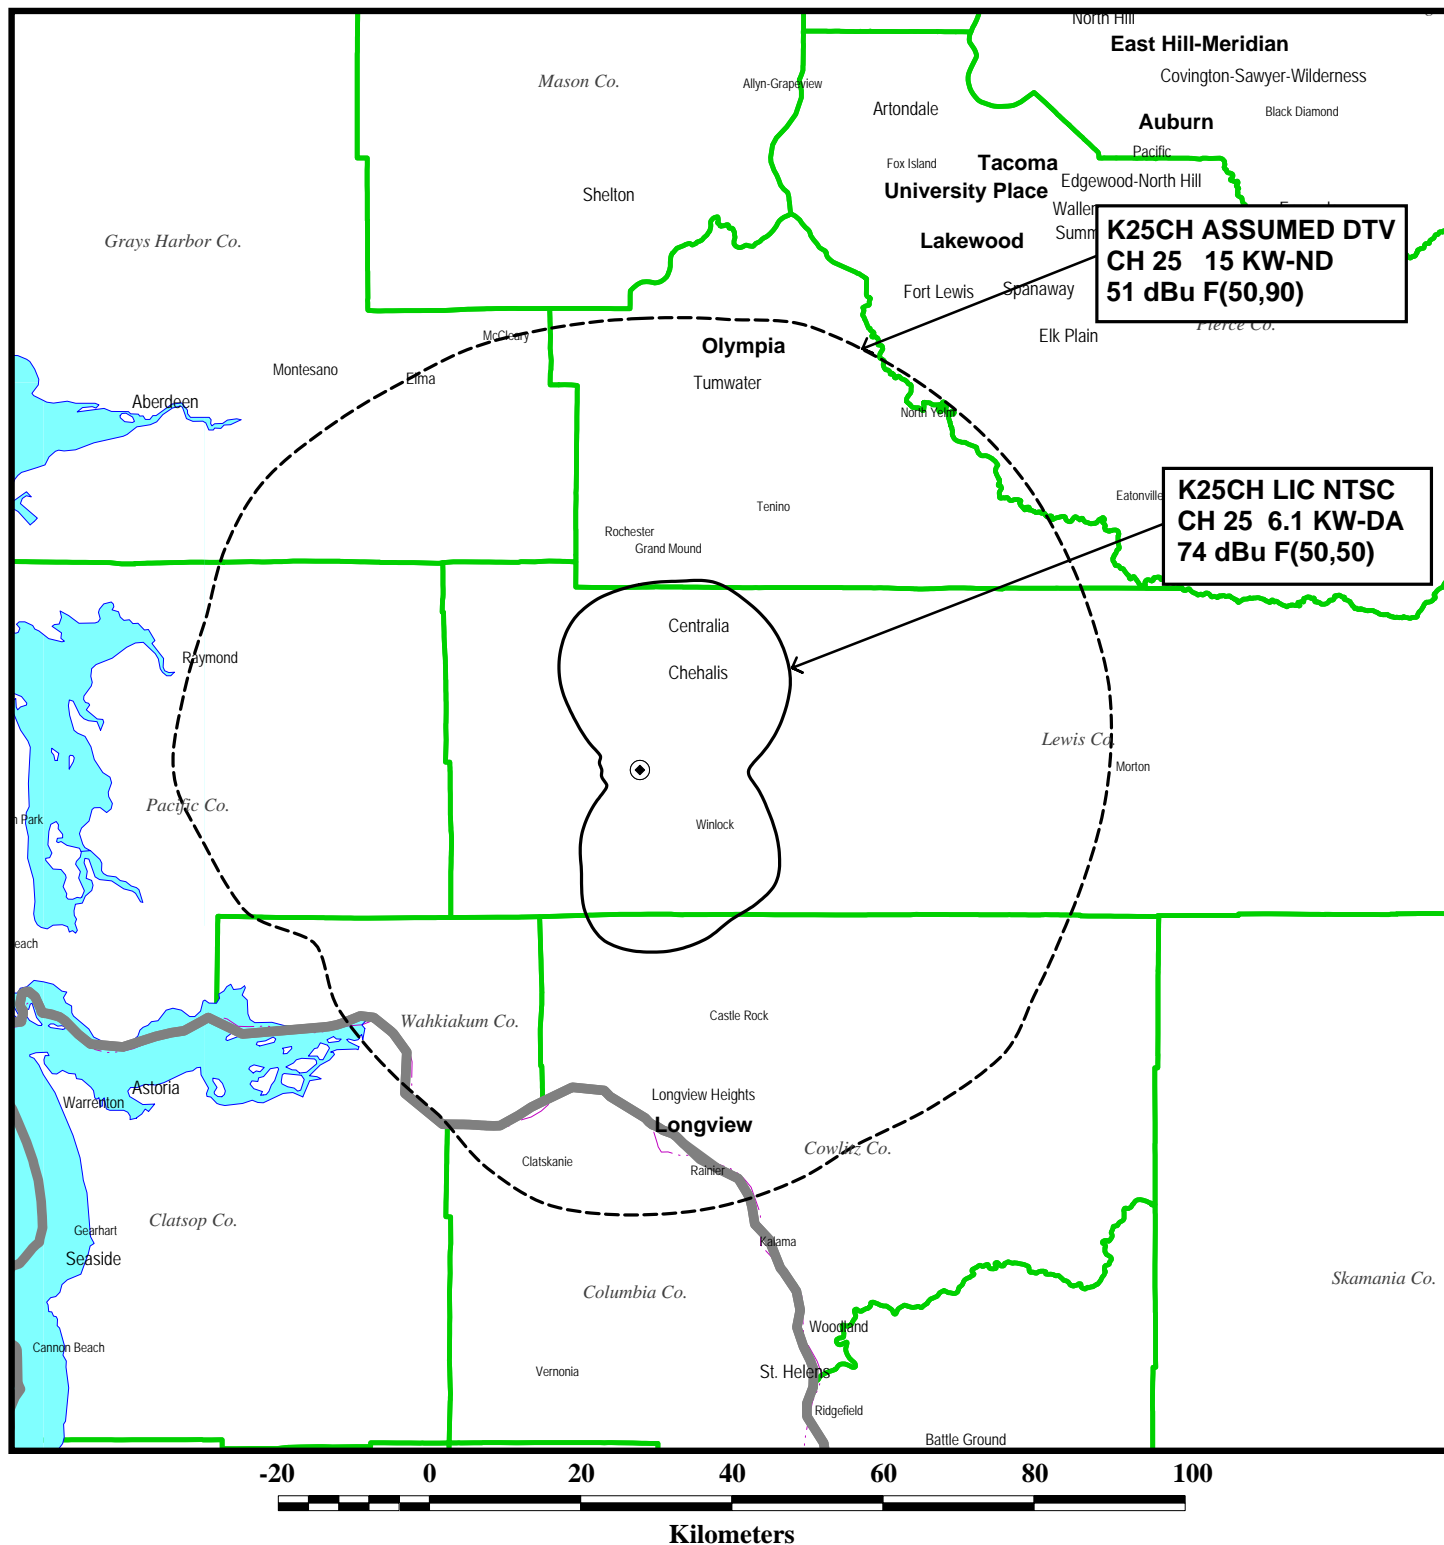 North Hill
East Hill-Meridian
Mason Co.
Allyn-Grapeview
Covington-Sawyer-Wilderness
Artondale
Black Diamond
Auburn
Pacific
Fox Island
Tacoma
Edgewood-North Hill
University Place
Shelton
Waller
Summ
Grays Harbor Co.
Lakewood
K25CH ASSUMED DTV
CH 25 15 KW-ND
51 dBu F(50,90)
Fort Lewis
Spanaway
Pierce Co.
McCleary
Elk Plain
Olympia
Montesano
Elma
Tumwater
Aberdeen
North Yelm
Eatonville
K25CH LIC NTSC
CH 25 6.1 KW-DA
74 dBu F(50,50)
Tenino
Rochester
Grand Mound
Centralia
Raymond
Chehalis
Lewis Co.
Morton
Pacific Co.
n Park
Winlock
each
Castle Rock
Wahkiakum Co.
Astoria
Warrenton
Longview Heights
Longview
Cowlitz Co.
Clatskanie
Rainier
Clatsop Co.
Gearhart
Kalama
Seaside
Columbia Co.
Skamania Co.
Woodland
Cannon Beach
Vernonia
St. Helens
Ridgefield
Battle Ground
-20 0 20 40 60 80 100
Kilometers